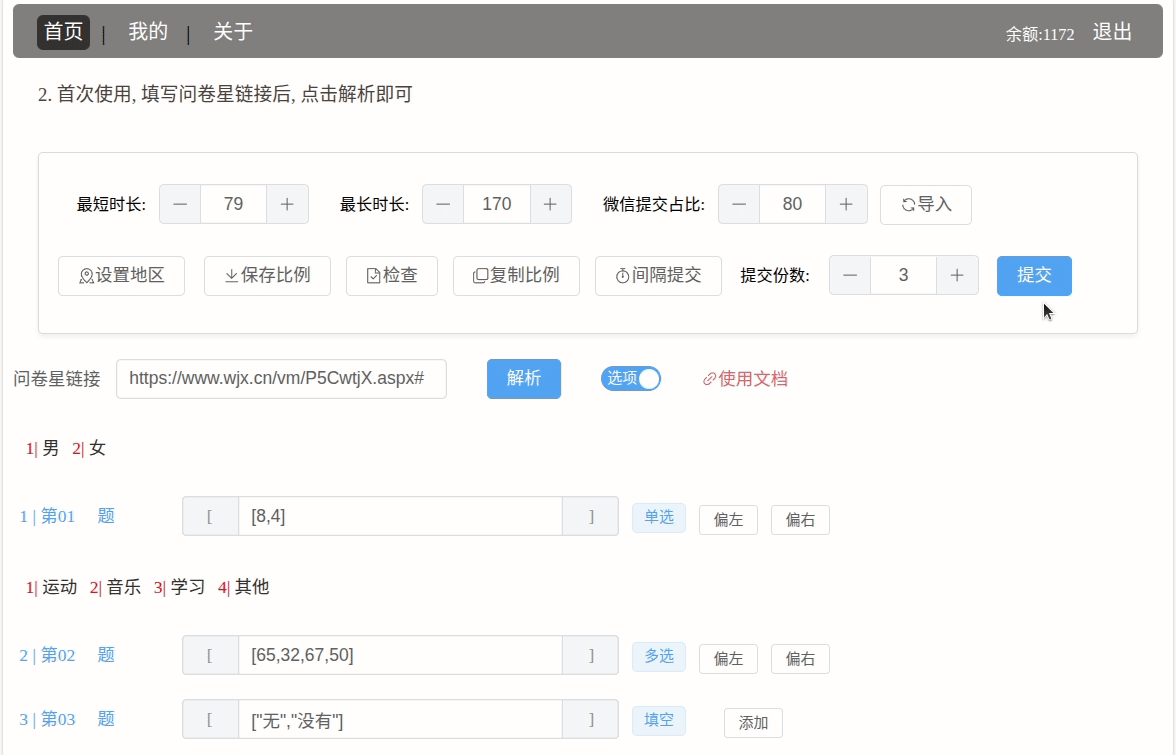 首页 | 我的 | 关于 余额:1172 退出
2. 首次使用, 填写问卷星链接后, 点击解析即可
最短时长: — 79 + 最长时长: — 170 + 微信提交占比: — 80 + 导入
设置地区 保存比例 检查 复制比例 间隔提交 提交份数: — 3 + 提交
问卷星链接 https://www.wjx.cn/vm/P5CwtjX.aspx# 解析 选项 使用文档
1| 男 2| 女
1 | 第01 题 [ [8,4] ] 单选 偏左 偏右
1| 运动 2| 音乐 3| 学习 4| 其他
2 | 第02 题 [ [65,32,67,50] ] 多选 偏左 偏右
3 | 第03 题 [ ["无","没有"] ] 填空 添加